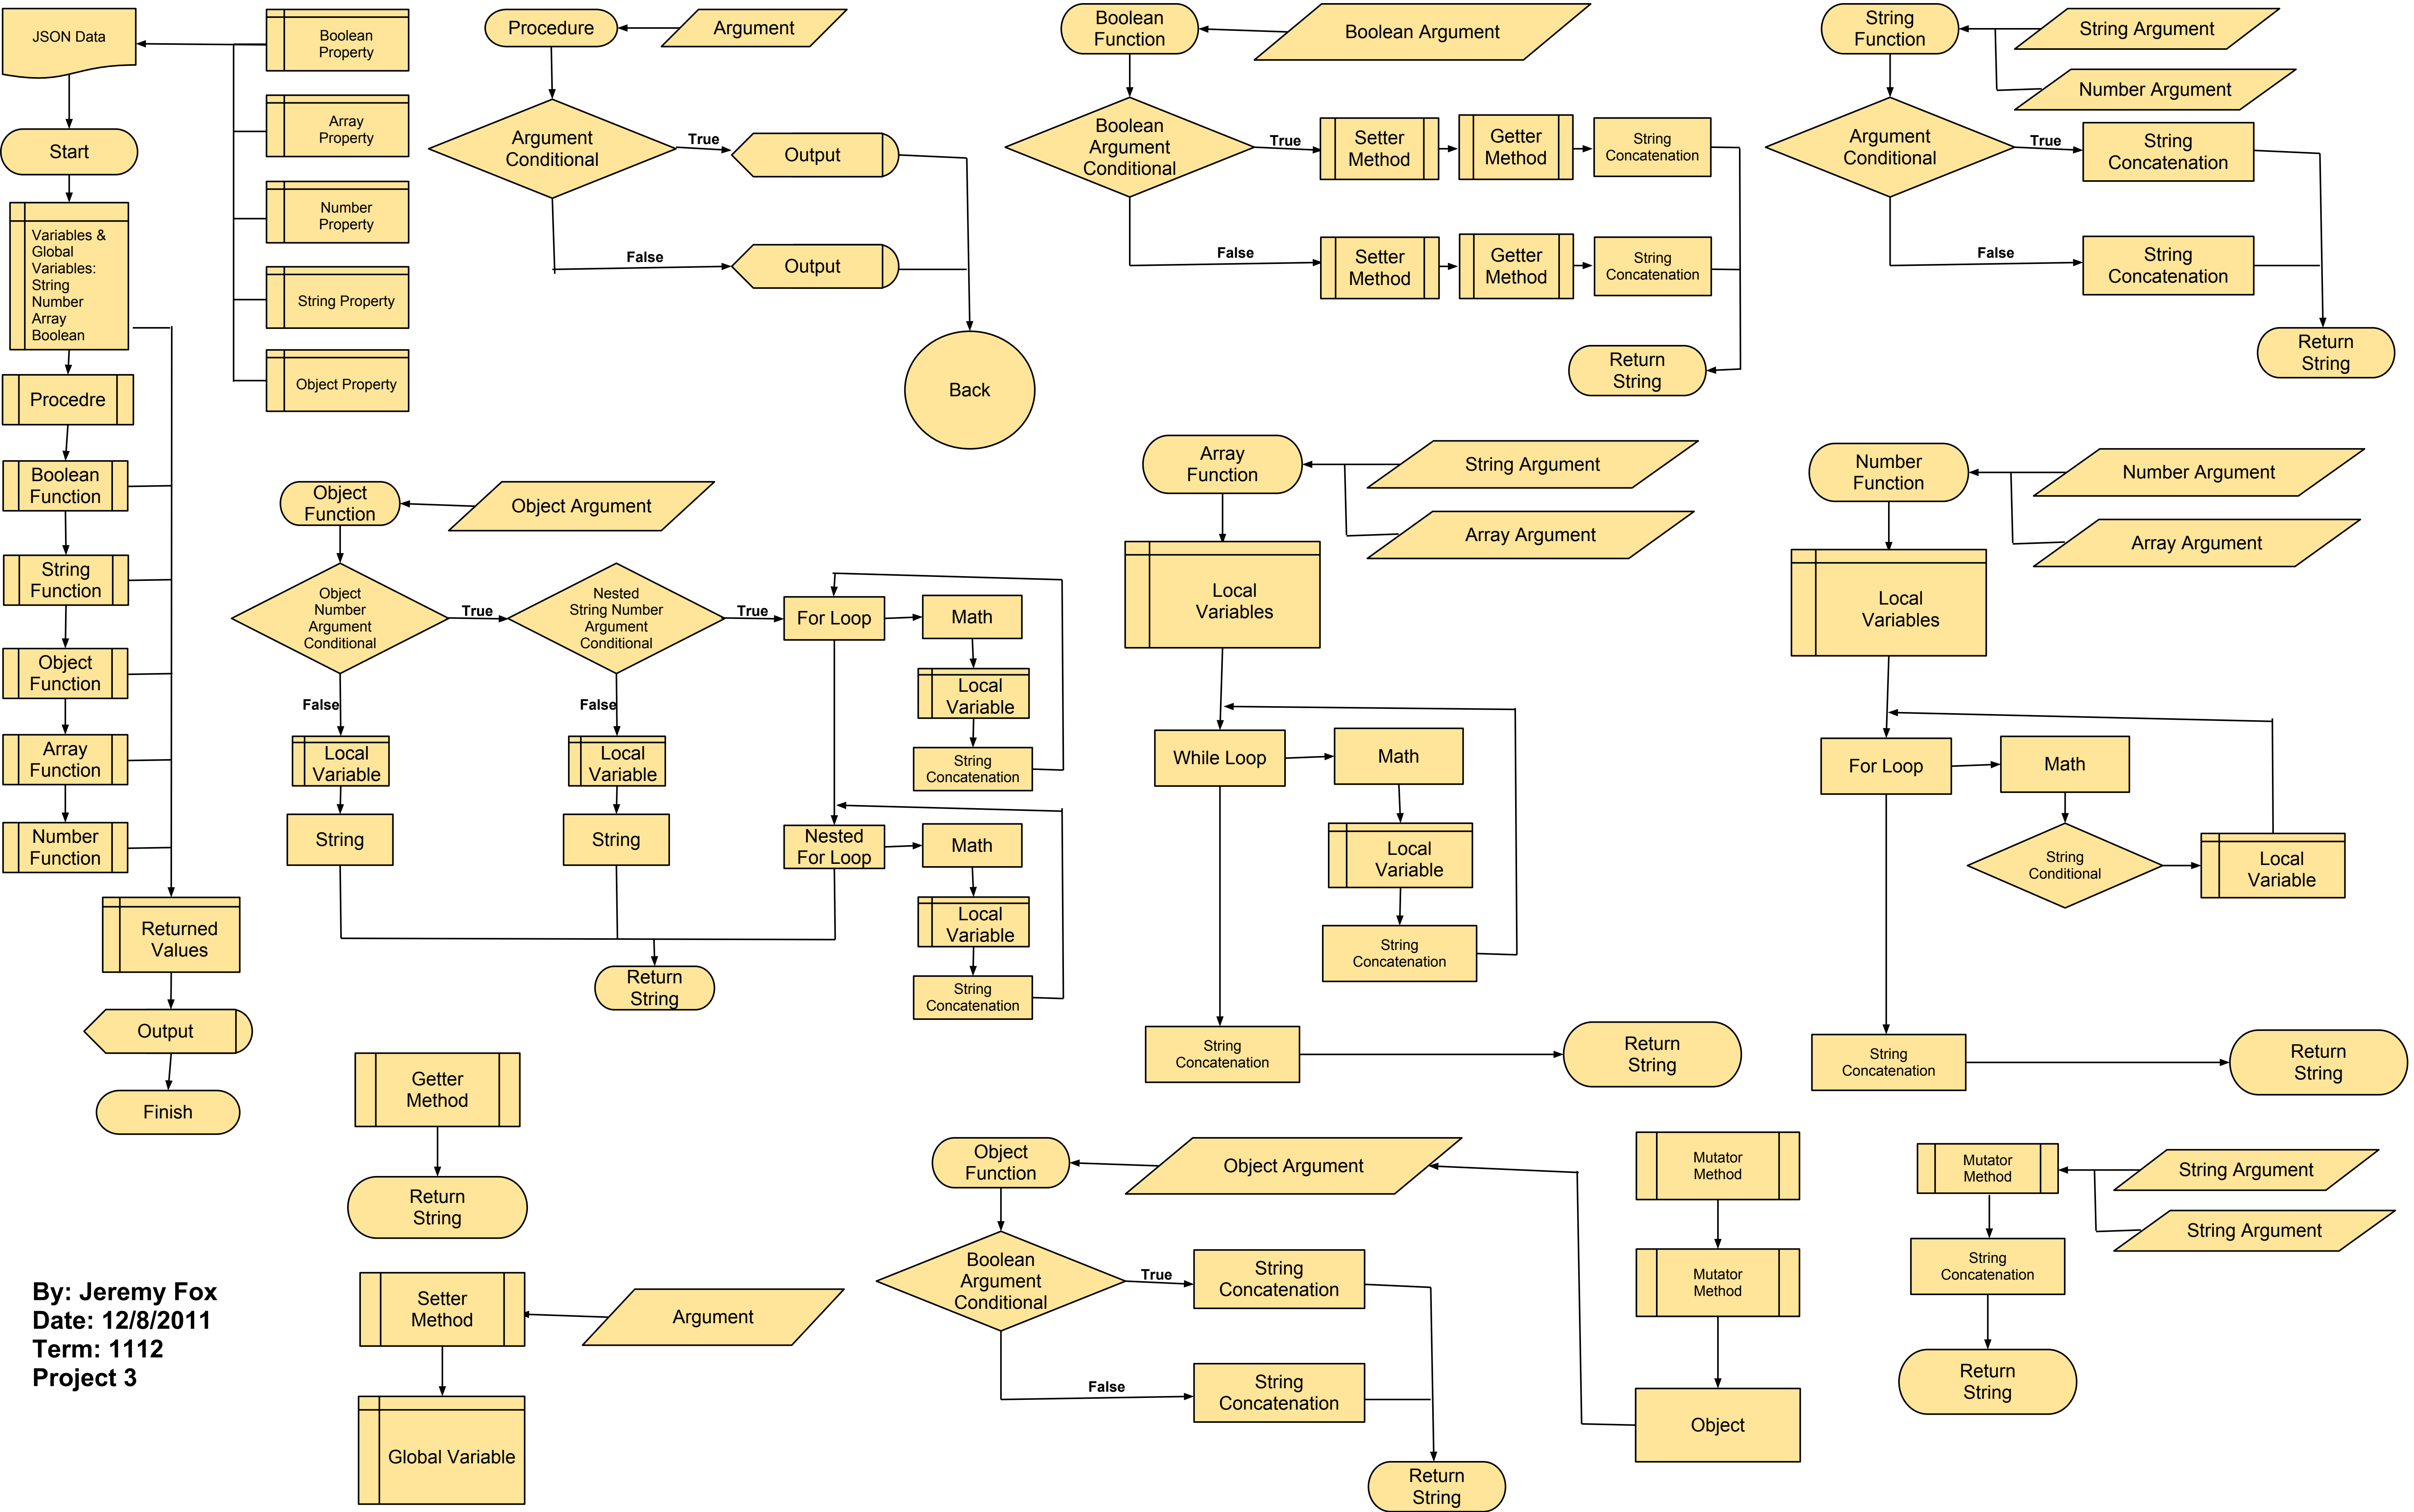 JSON Data
Start
Variables &
Global
Variables:
String
Number
Array
Boolean
Procedre
Boolean
Function
String
Function
Object
Function
Array
Function
Number
Function
Returned
Values
Output
Finish
Boolean
Property
Array
Property
Number
Property
String Property
Object Property
Procedure
Argument
Argument
Conditional
True
Output
False
Output
Back
Boolean
Function
Boolean Argument
Boolean
Argument
Conditional
True
Setter
Method
Getter
Method
String
Concatenation
False
Setter
Method
Getter
Method
String
Concatenation
Return
String
String
Function
String Argument
Number Argument
Argument
Conditional
True
String
Concatenation
False
String
Concatenation
Return
String
Object
Function
Object Argument
Object
Number
Argument
Conditional
True
Nested
String Number
Argument
Conditional
True
For Loop
Math
Local
Variable
String
Concatenation
False
Local
Variable
String
False
Local
Variable
String
Nested
For Loop
Math
Local
Variable
String
Concatenation
Return
String
Array
Function
String Argument
Array Argument
Local
Variables
While Loop
Math
Local
Variable
String
Concatenation
String
Concatenation
Return
String
Number
Function
Number Argument
Array Argument
Local
Variables
For Loop
Math
String
Conditional
Local
Variable
String
Concatenation
Return
String
Getter
Method
Return
String
Setter
Method
Argument
Global Variable
Object
Function
Object Argument
Boolean
Argument
Conditional
True
String
Concatenation
False
String
Concatenation
Return
String
Mutator
Method
Mutator
Method
Object
Mutator
Method
String Argument
String Argument
String
Concatenation
Return
String
By: Jeremy Fox
Date: 12/8/2011
Term: 1112
Project 3